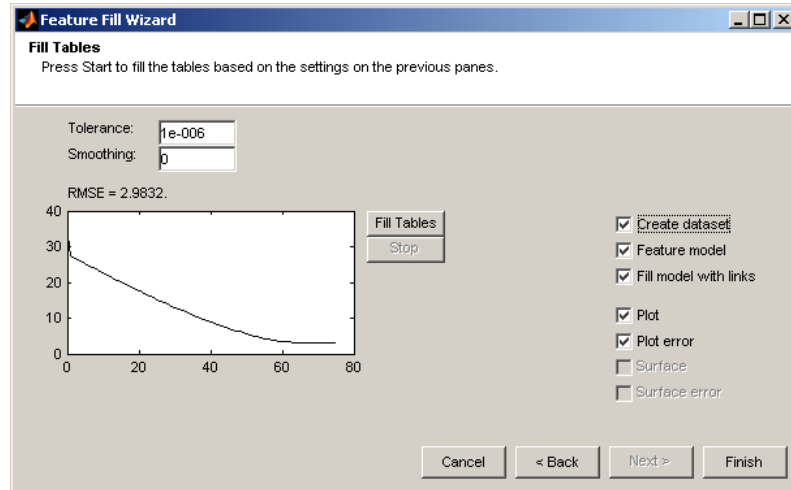 Feature Fill Wizard
Fill Tables
Press Start to fill the tables based on the settings on the previous panes.
Tolerance: 1e-006
Smoothing: 0
RMSE = 2.9832.
40
30
20
10
0
0 20 40 60 80
Fill Tables
Stop
Create dataset
Feature model
Fill model with links
Plot
Plot error
Surface
Surface error
Cancel < Back Next > Finish